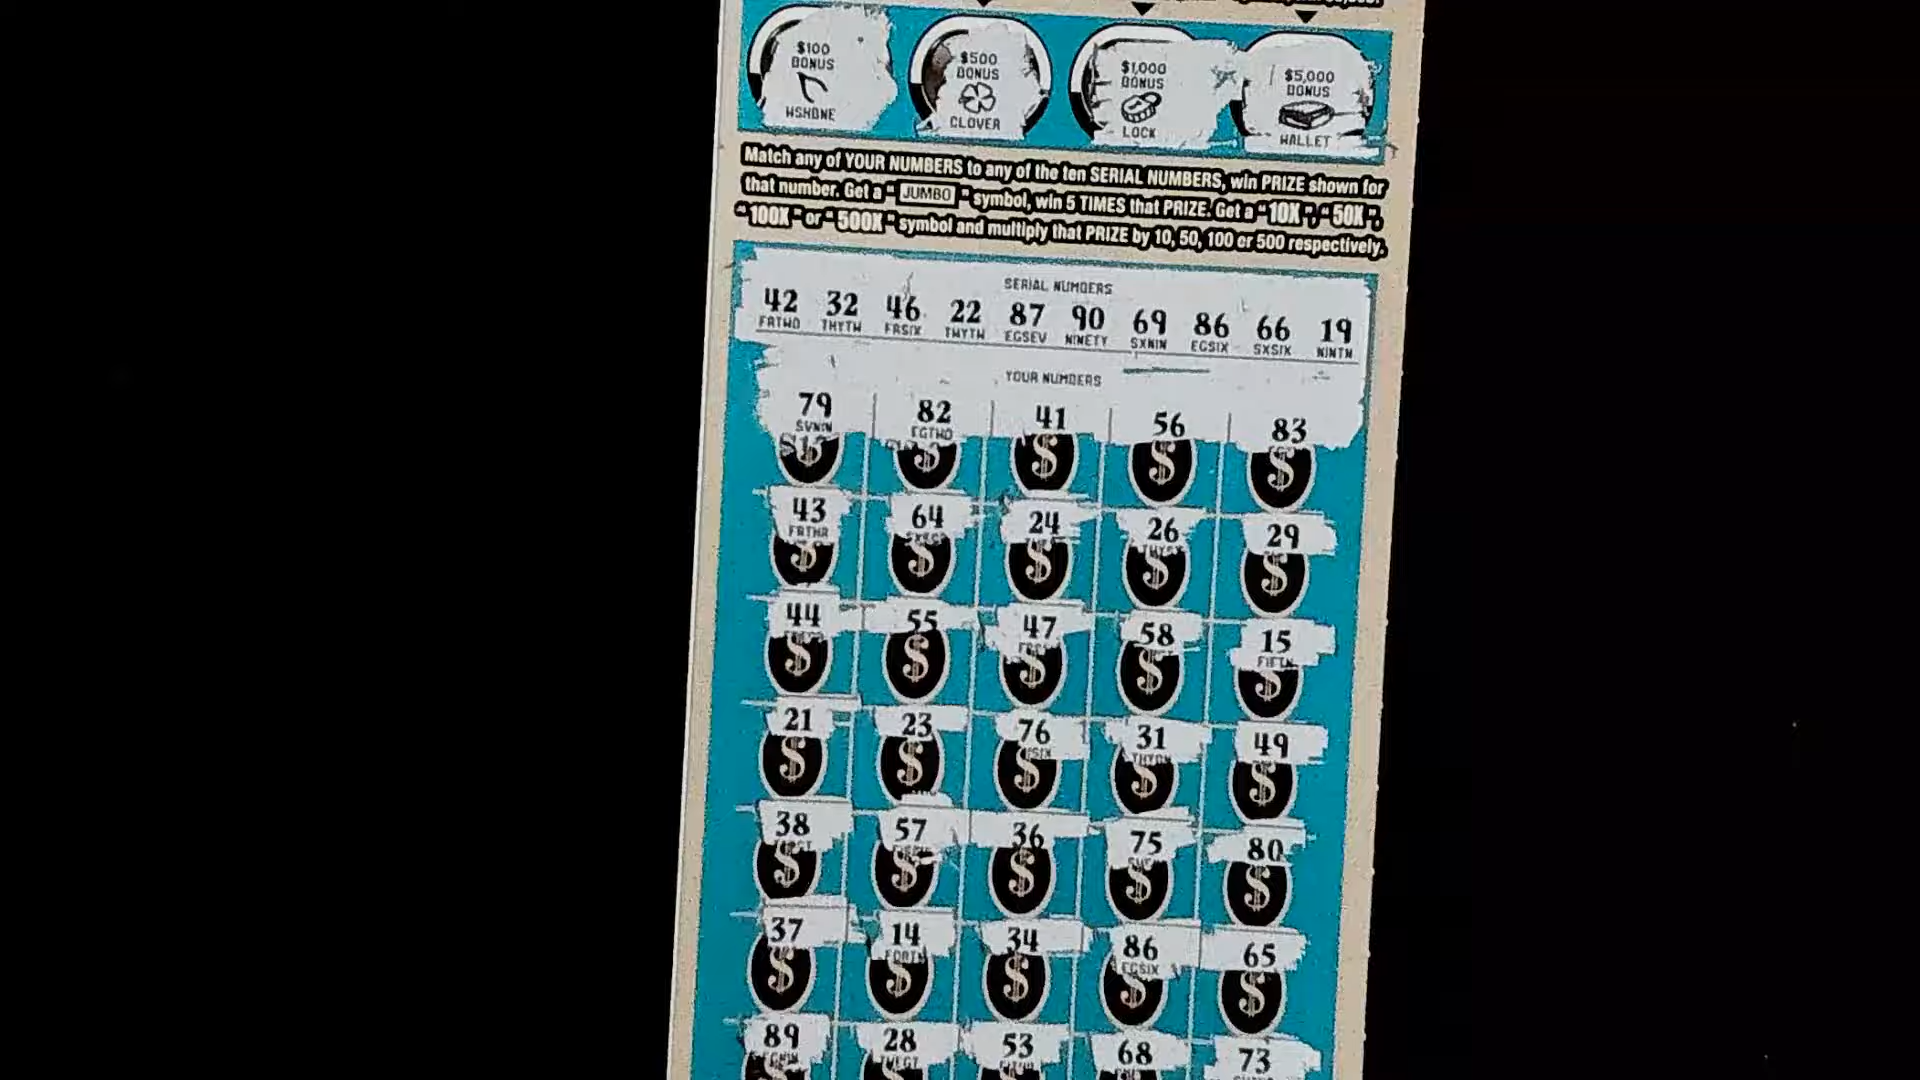 $100 $500 $1,000 $5,000
BONUS BONUS BONUS BONUS
WSHBNE CLOVER LOCK WALLET
Match any of YOUR NUMBERS to any of the ten SERIAL NUMBERS, win PRIZE shown for
that number. Get a "JUMBO" symbol, win 5 TIMES that PRIZE. Get a "10X", "50X",
"100X" or "500X" symbol and multiply that PRIZE by 10, 50, 100 or 500 respectively.
SERIAL NUMBERS
42 32 46 22 87 90 69 86 66 19
FRTWO THYTW FRSIX TWYTW EGSEV NINETY SXNIN EGSIX SXSIX NINTN
YOUR NUMBERS
79 82 41 56 83
SVNIN EGTWO
$ $ $ $ $
43 64 24 26 29
FRTHR
$ $ $ $ $
44 55 47 58 15
FIFTN
$ $ $ $ $
21 23 76 31 49
$ $ $ $ $
38 57 36 75 80
$ $ $ $ $
37 14 34 86 65
FORTN EGSIX
$ $ $ $ $
89 28 53 68 73